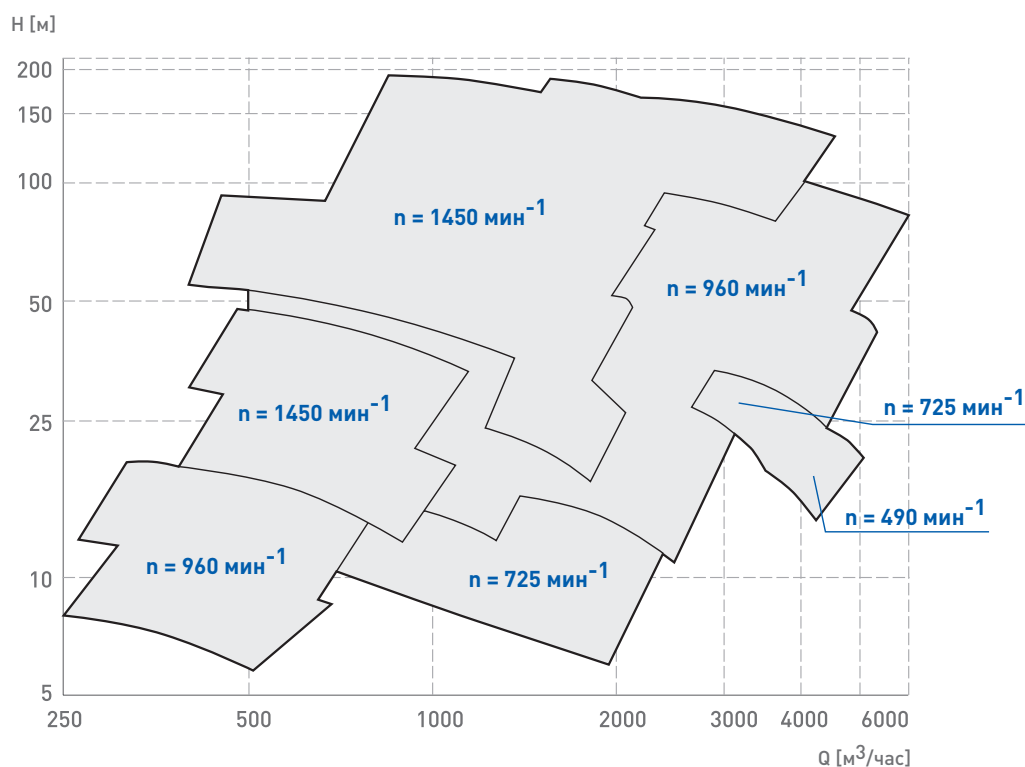 H [м]
200
150
100
50
25
10
5
n = 1450 мин-1
n = 960 мин-1
n = 1450 мин-1
n = 725 мин-1
n = 490 мин-1
n = 960 мин-1
n = 725 мин-1
250 500 1000 2000 3000 4000 6000
Q [м3/час]